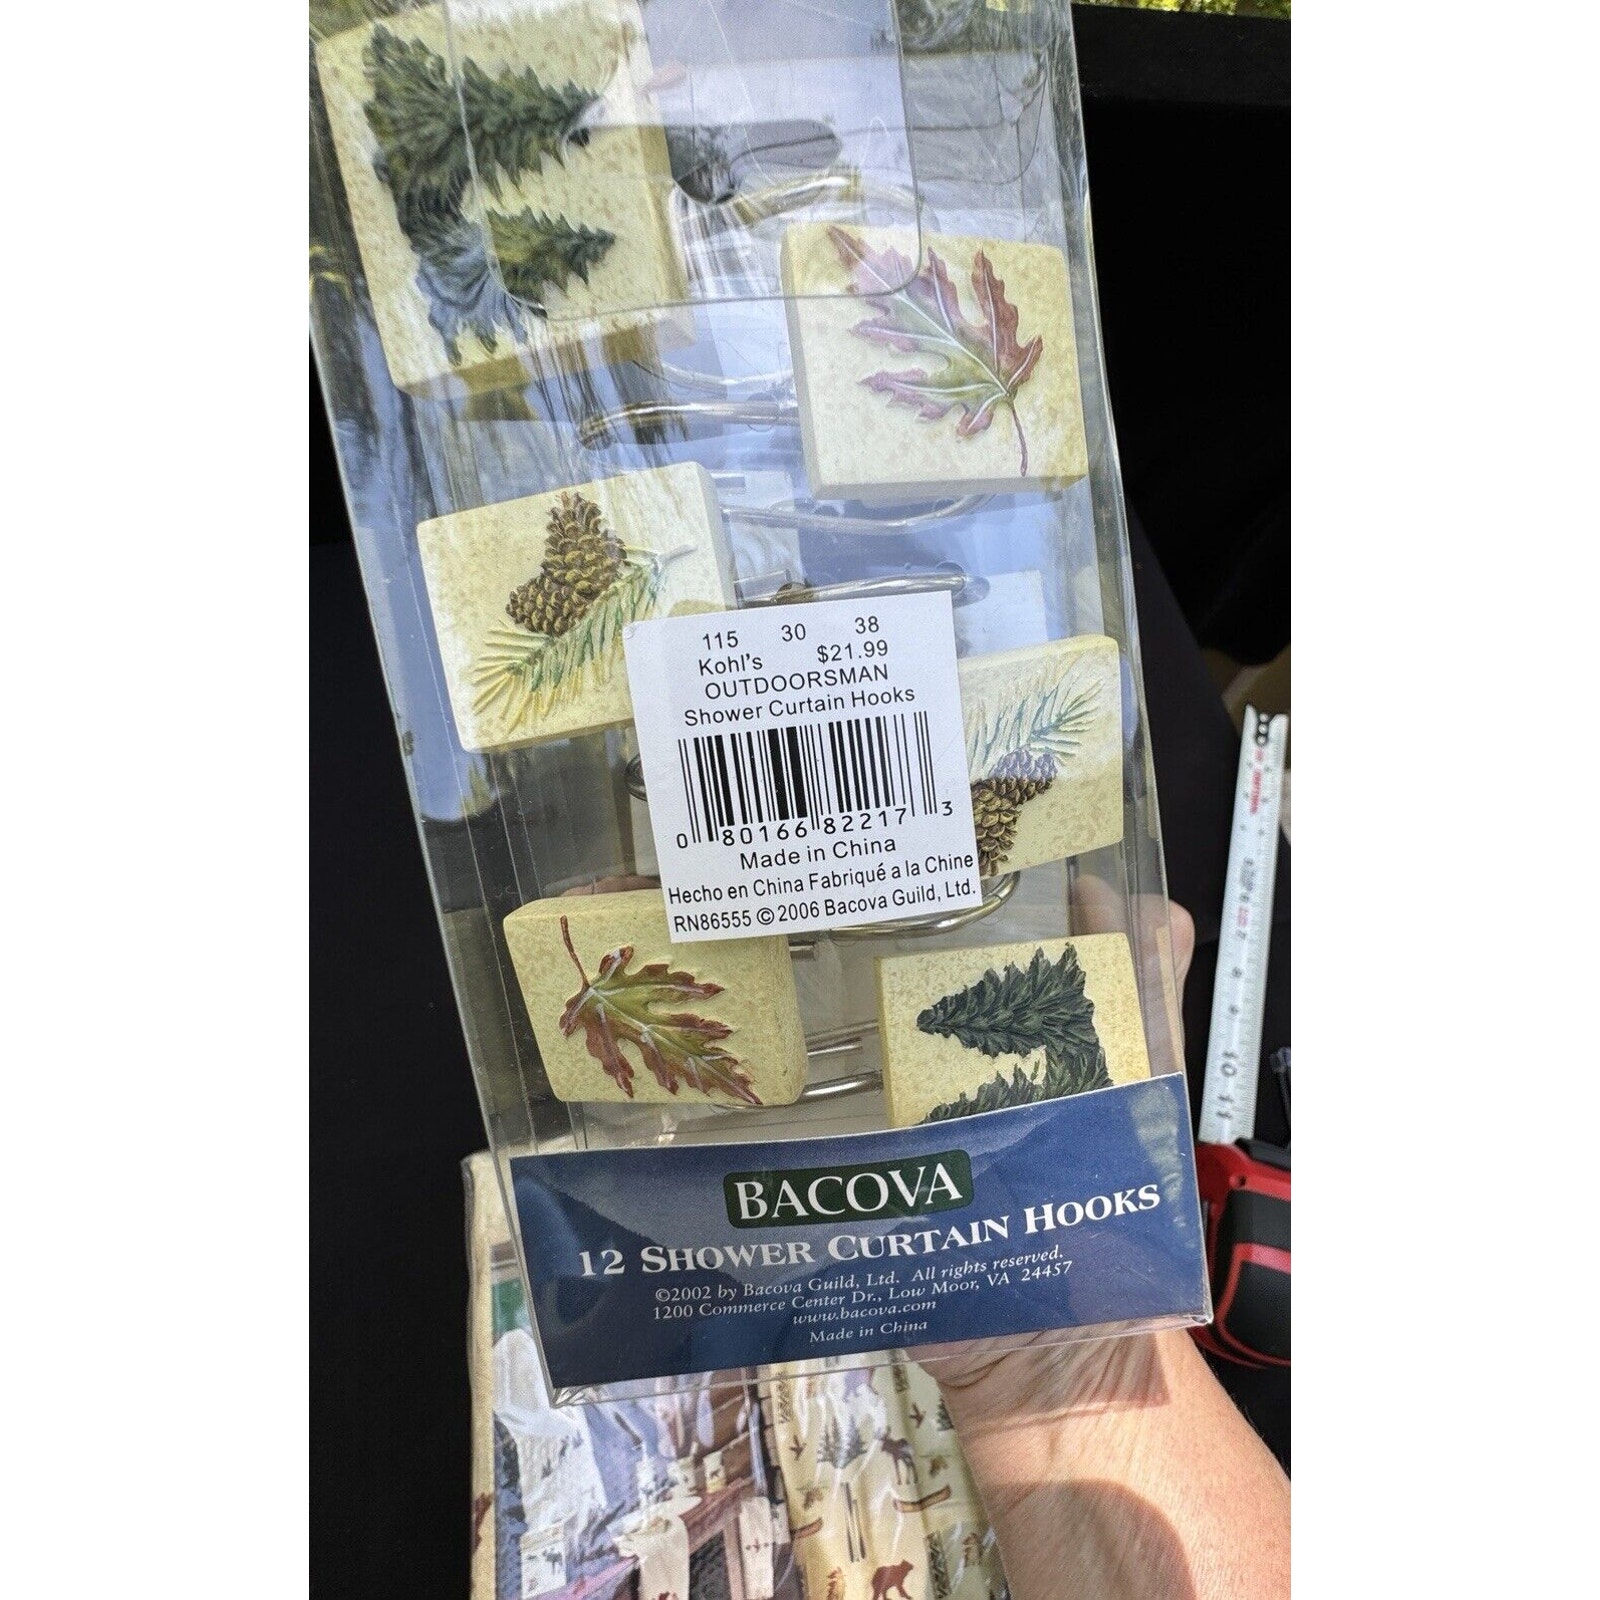 115 30 38
Kohl's $21.99
OUTDOORSMAN
Shower Curtain Hooks
0 80166 82217 3
Made in China
Hecho en China Fabriqué a la Chine
RN86555 ©2006 Bacova Guild, Ltd.
BACOVA
12 SHOWER CURTAIN HOOKS
©2002 by Bacova Guild, Ltd. All rights reserved.
1200 Commerce Center Dr., Low Moor, VA 24457
www.bacova.com
Made in China
10
11